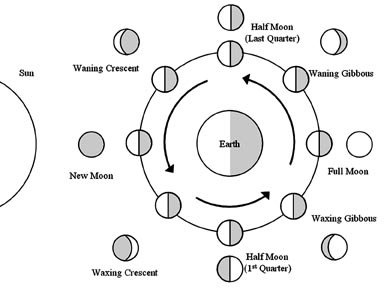 Half Moon
(Last Quarter)
Waning Crescent
Waning Gibbous
Sun
Earth
New Moon
Full Moon
Waxing Gibbous
Waxing Crescent
Half Moon
(1st Quarter)